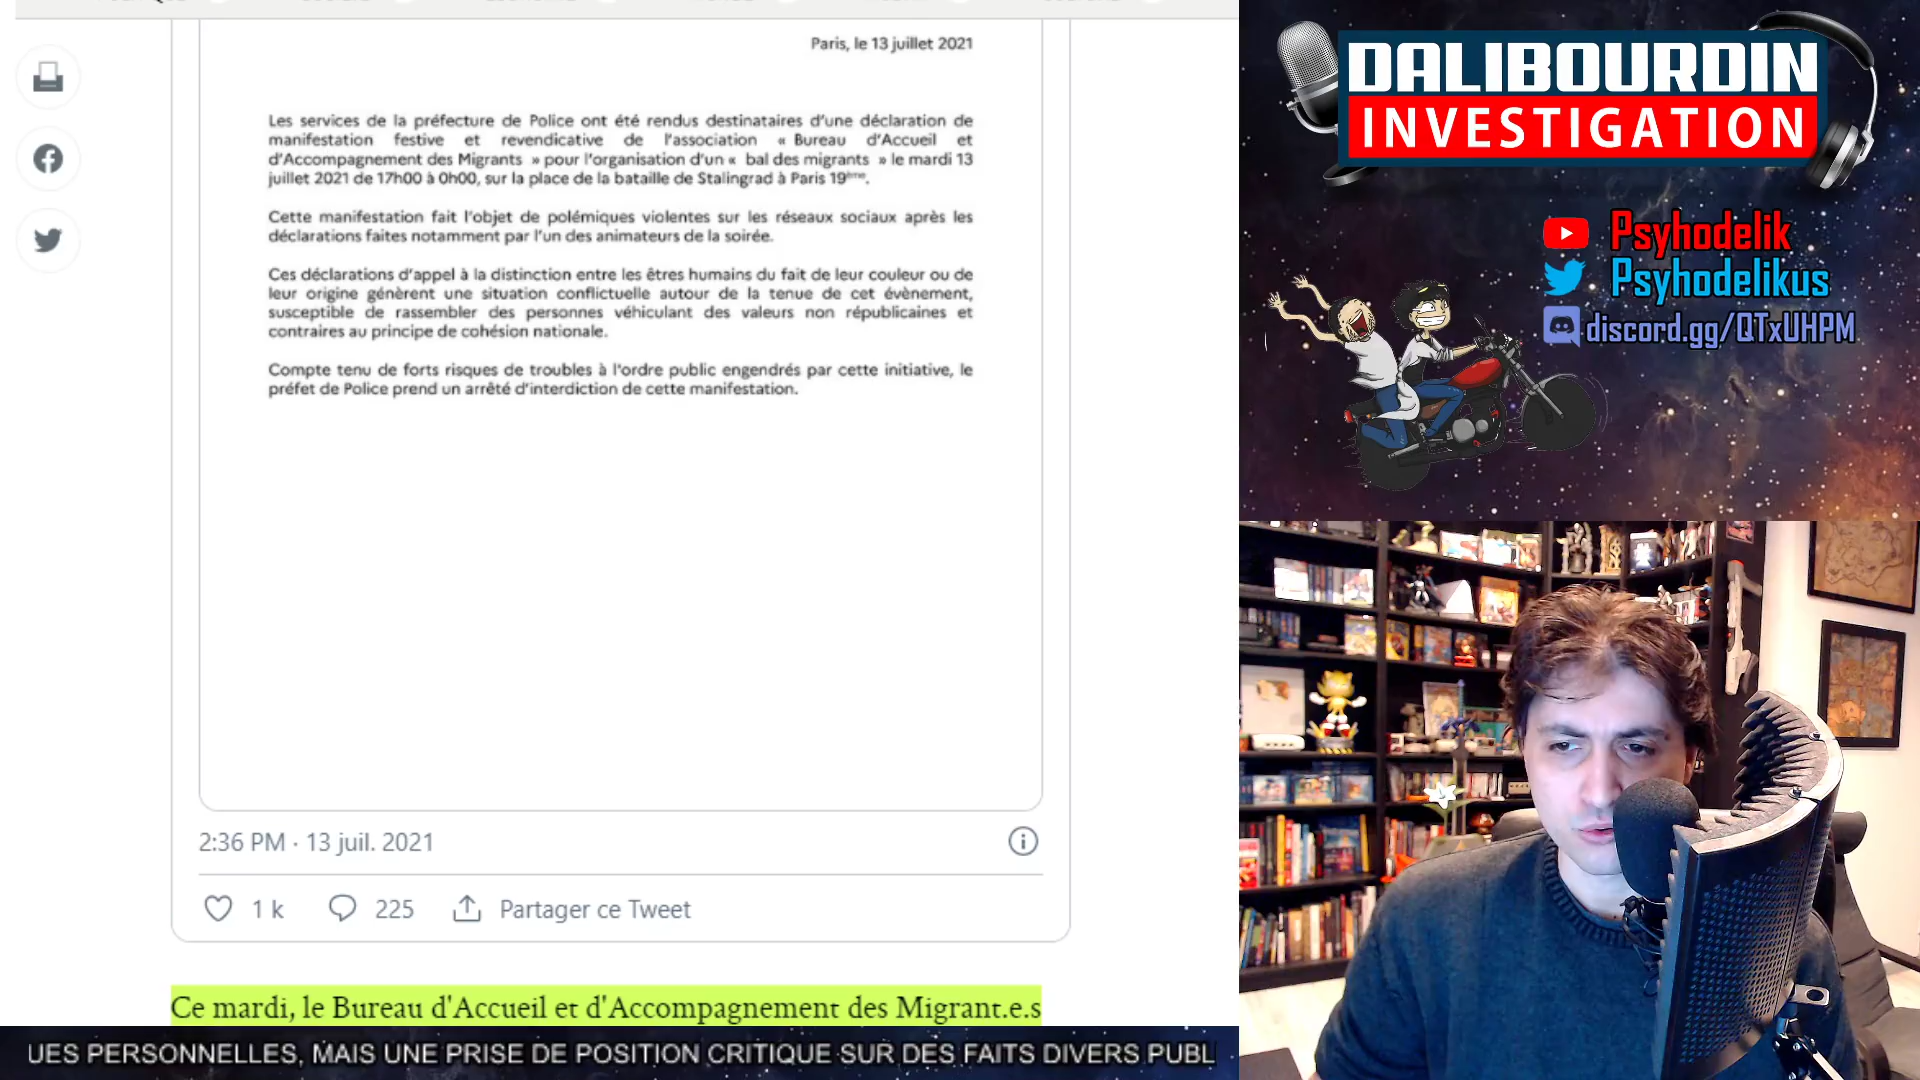 Paris, le 13 juillet 2021
Les services de la préfecture de Police ont été rendus destinataires d'une déclaration de
manifestation festive et revendicative de l'association « Bureau d'Accueil et
d'Accompagnement des Migrants » pour l'organisation d'un « bal des migrants » le mardi 13
juillet 2021 de 17h00 à 0h00, sur la place de la bataille de Stalingrad à Paris 19ème.
Cette manifestation fait l'objet de polémiques violentes sur les réseaux sociaux après les
déclarations faites notamment par l'un des animateurs de la soirée.
Ces déclarations d'appel à la distinction entre les êtres humains du fait de leur couleur ou de
leur origine génèrent une situation conflictuelle autour de la tenue de cet évènement,
susceptible de rassembler des personnes véhiculant des valeurs non républicaines et
contraires au principe de cohésion nationale.
Compte tenu de forts risques de troubles à l'ordre public engendrés par cette initiative, le
préfet de Police prend un arrêté d'interdiction de cette manifestation.
2:36 PM · 13 juil. 2021
1 k
225
Partager ce Tweet
Ce mardi, le Bureau d'Accueil et d'Accompagnement des Migrant.e.s
UES PERSONNELLES, MAIS UNE PRISE DE POSITION CRITIQUE SUR DES FAITS DIVERS PUBL
DALIBOURDIN
INVESTIGATION
Psyhodelik
Psyhodelikus
discord.gg/QTxUHPM